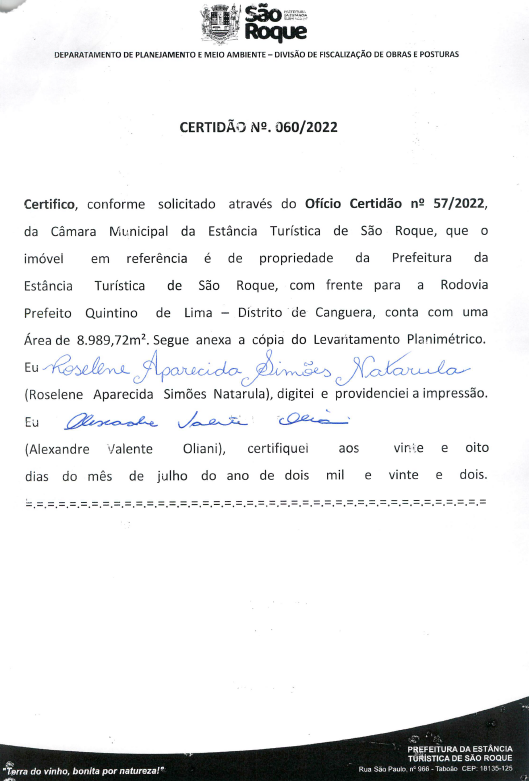 São
Roque
PREFEITURA
DA ESTÂNCIA
DEPARATAMENTO DE PLANEJAMENTO E MEIO AMBIENTE – DIVISÃO DE FISCALIZAÇÃO DE OBRAS E POSTURAS
CERTIDÃO Nº. 060/2022
Certifico, conforme solicitado através do Ofício Certidão nº 57/2022,
da Câmara Municipal da Estância Turística de São Roque, que o
imóvel em referência é de propriedade da Prefeitura da
Estância Turística de São Roque, com frente para a Rodovia
Prefeito Quintino de Lima – Distrito de Canguera, conta com uma
Área de 8.989,72m². Segue anexa a cópia do Levantamento Planimétrico.
Eu Roselene Aparecida Simões Natarula
(Roselene Aparecida Simões Natarula), digitei e providenciei a impressão.
Eu Alexandre Valente Oliani
(Alexandre Valente Oliani), certifiquei aos vinte e oito
dias do mês de julho do ano de dois mil e vinte e dois.
=.=.=.=.=.=.=.=.=.=.=.=.=.=.=.=.=.=.=.=.=.=.=.=.=.=.=.=.=.=.=.=.=.=.=.=.=.=.=.=.=.=.=
"Terra do vinho, bonita por natureza!"
PREFEITURA DA ESTÂNCIA
TURÍSTICA DE SÃO ROQUE
Rua São Paulo, nº 966 - Taboão CEP: 18135-125